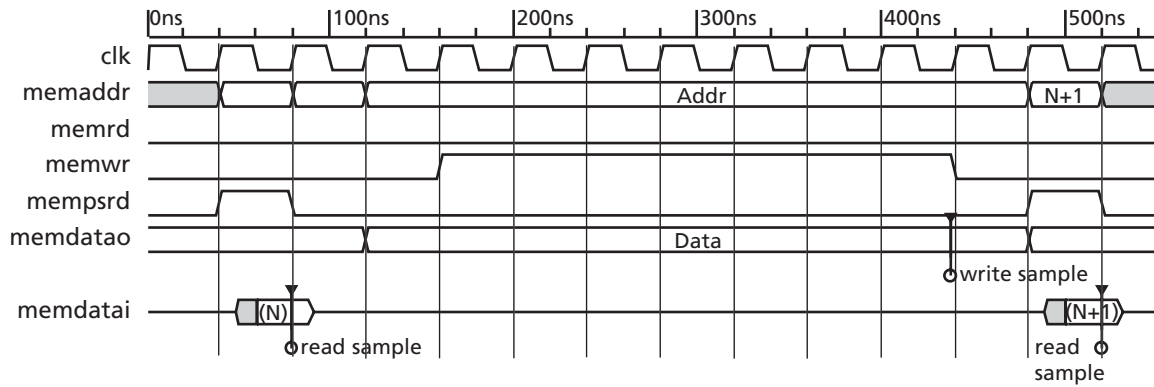 0ns 100ns 200ns 300ns 400ns 500ns
clk
memaddr Addr N+1
memrd
memwr
mempsrd
memdatao Data
write sample
memdatai (N) (N+1)
read sample read
sample